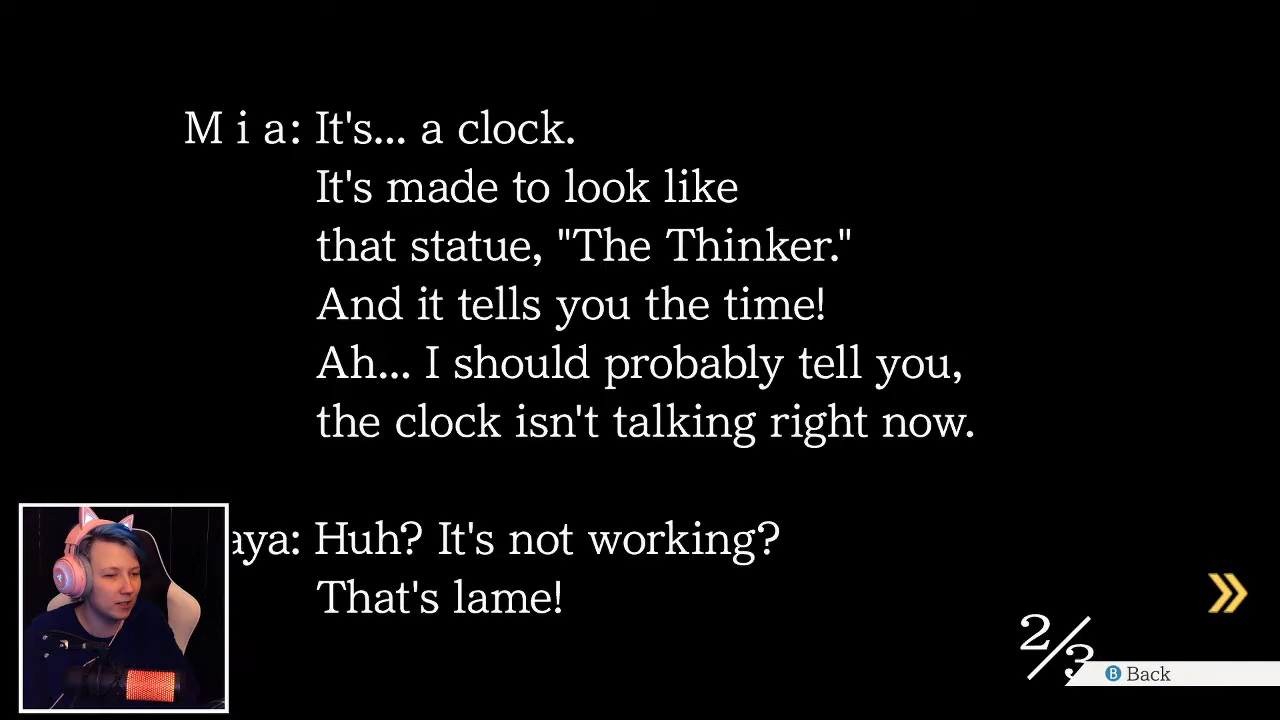 M i a: It's... a clock.
It's made to look like
that statue, "The Thinker."
And it tells you the time!
Ah... I should probably tell you,
the clock isn't talking right now.
aya: Huh? It's not working?
That's lame!
2/3
B Back